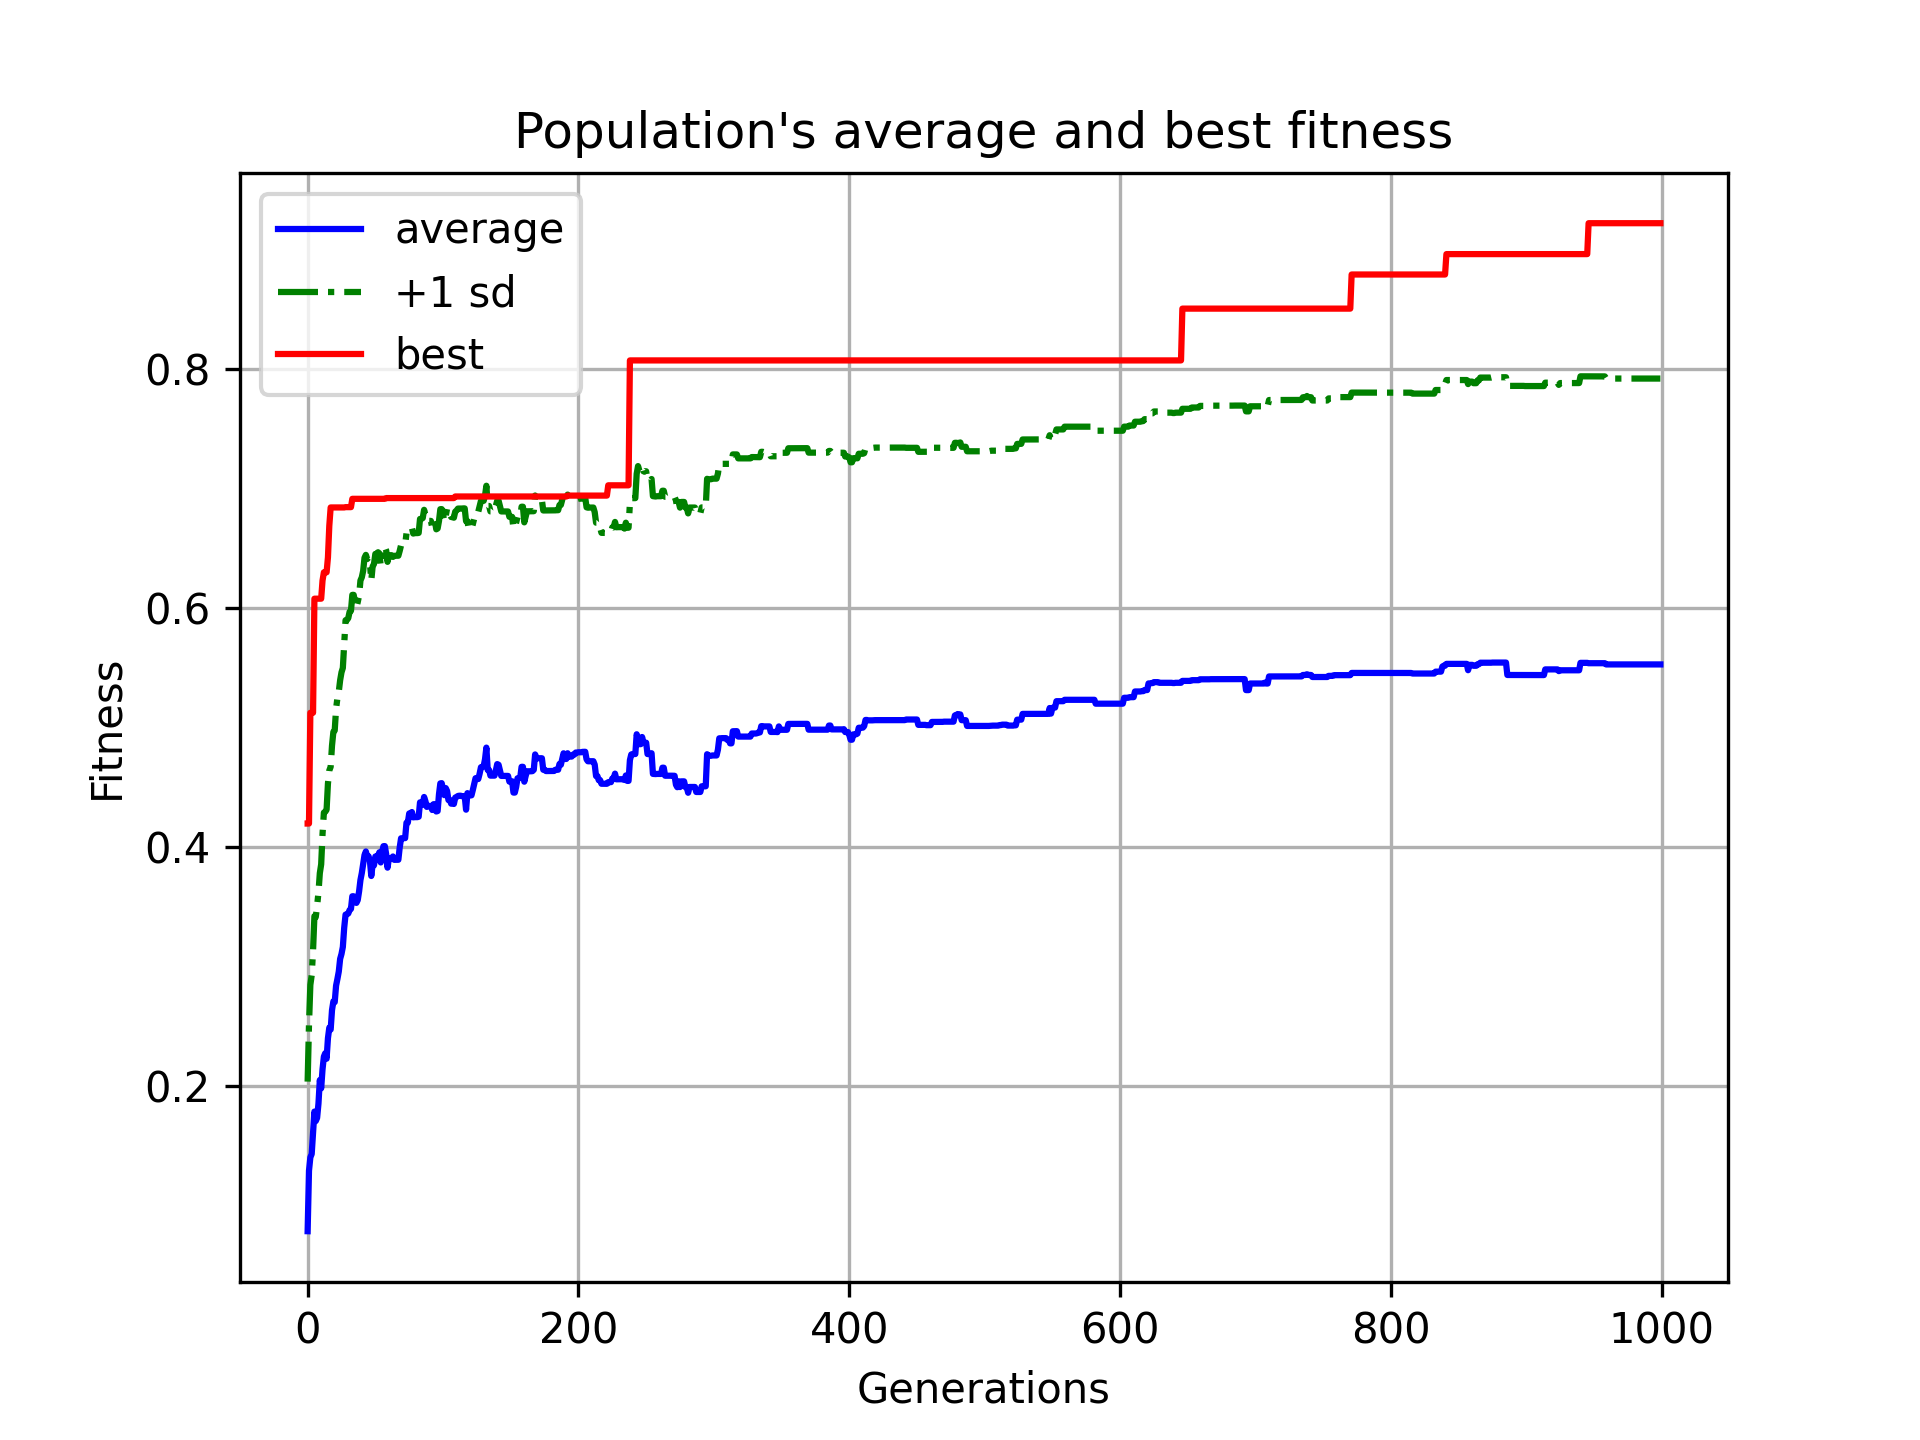 Population's average and best fitness
average
+1 sd
best
0.8
0.6
0.4
0.2
Fitness
0 200 400 600 800 1000
Generations